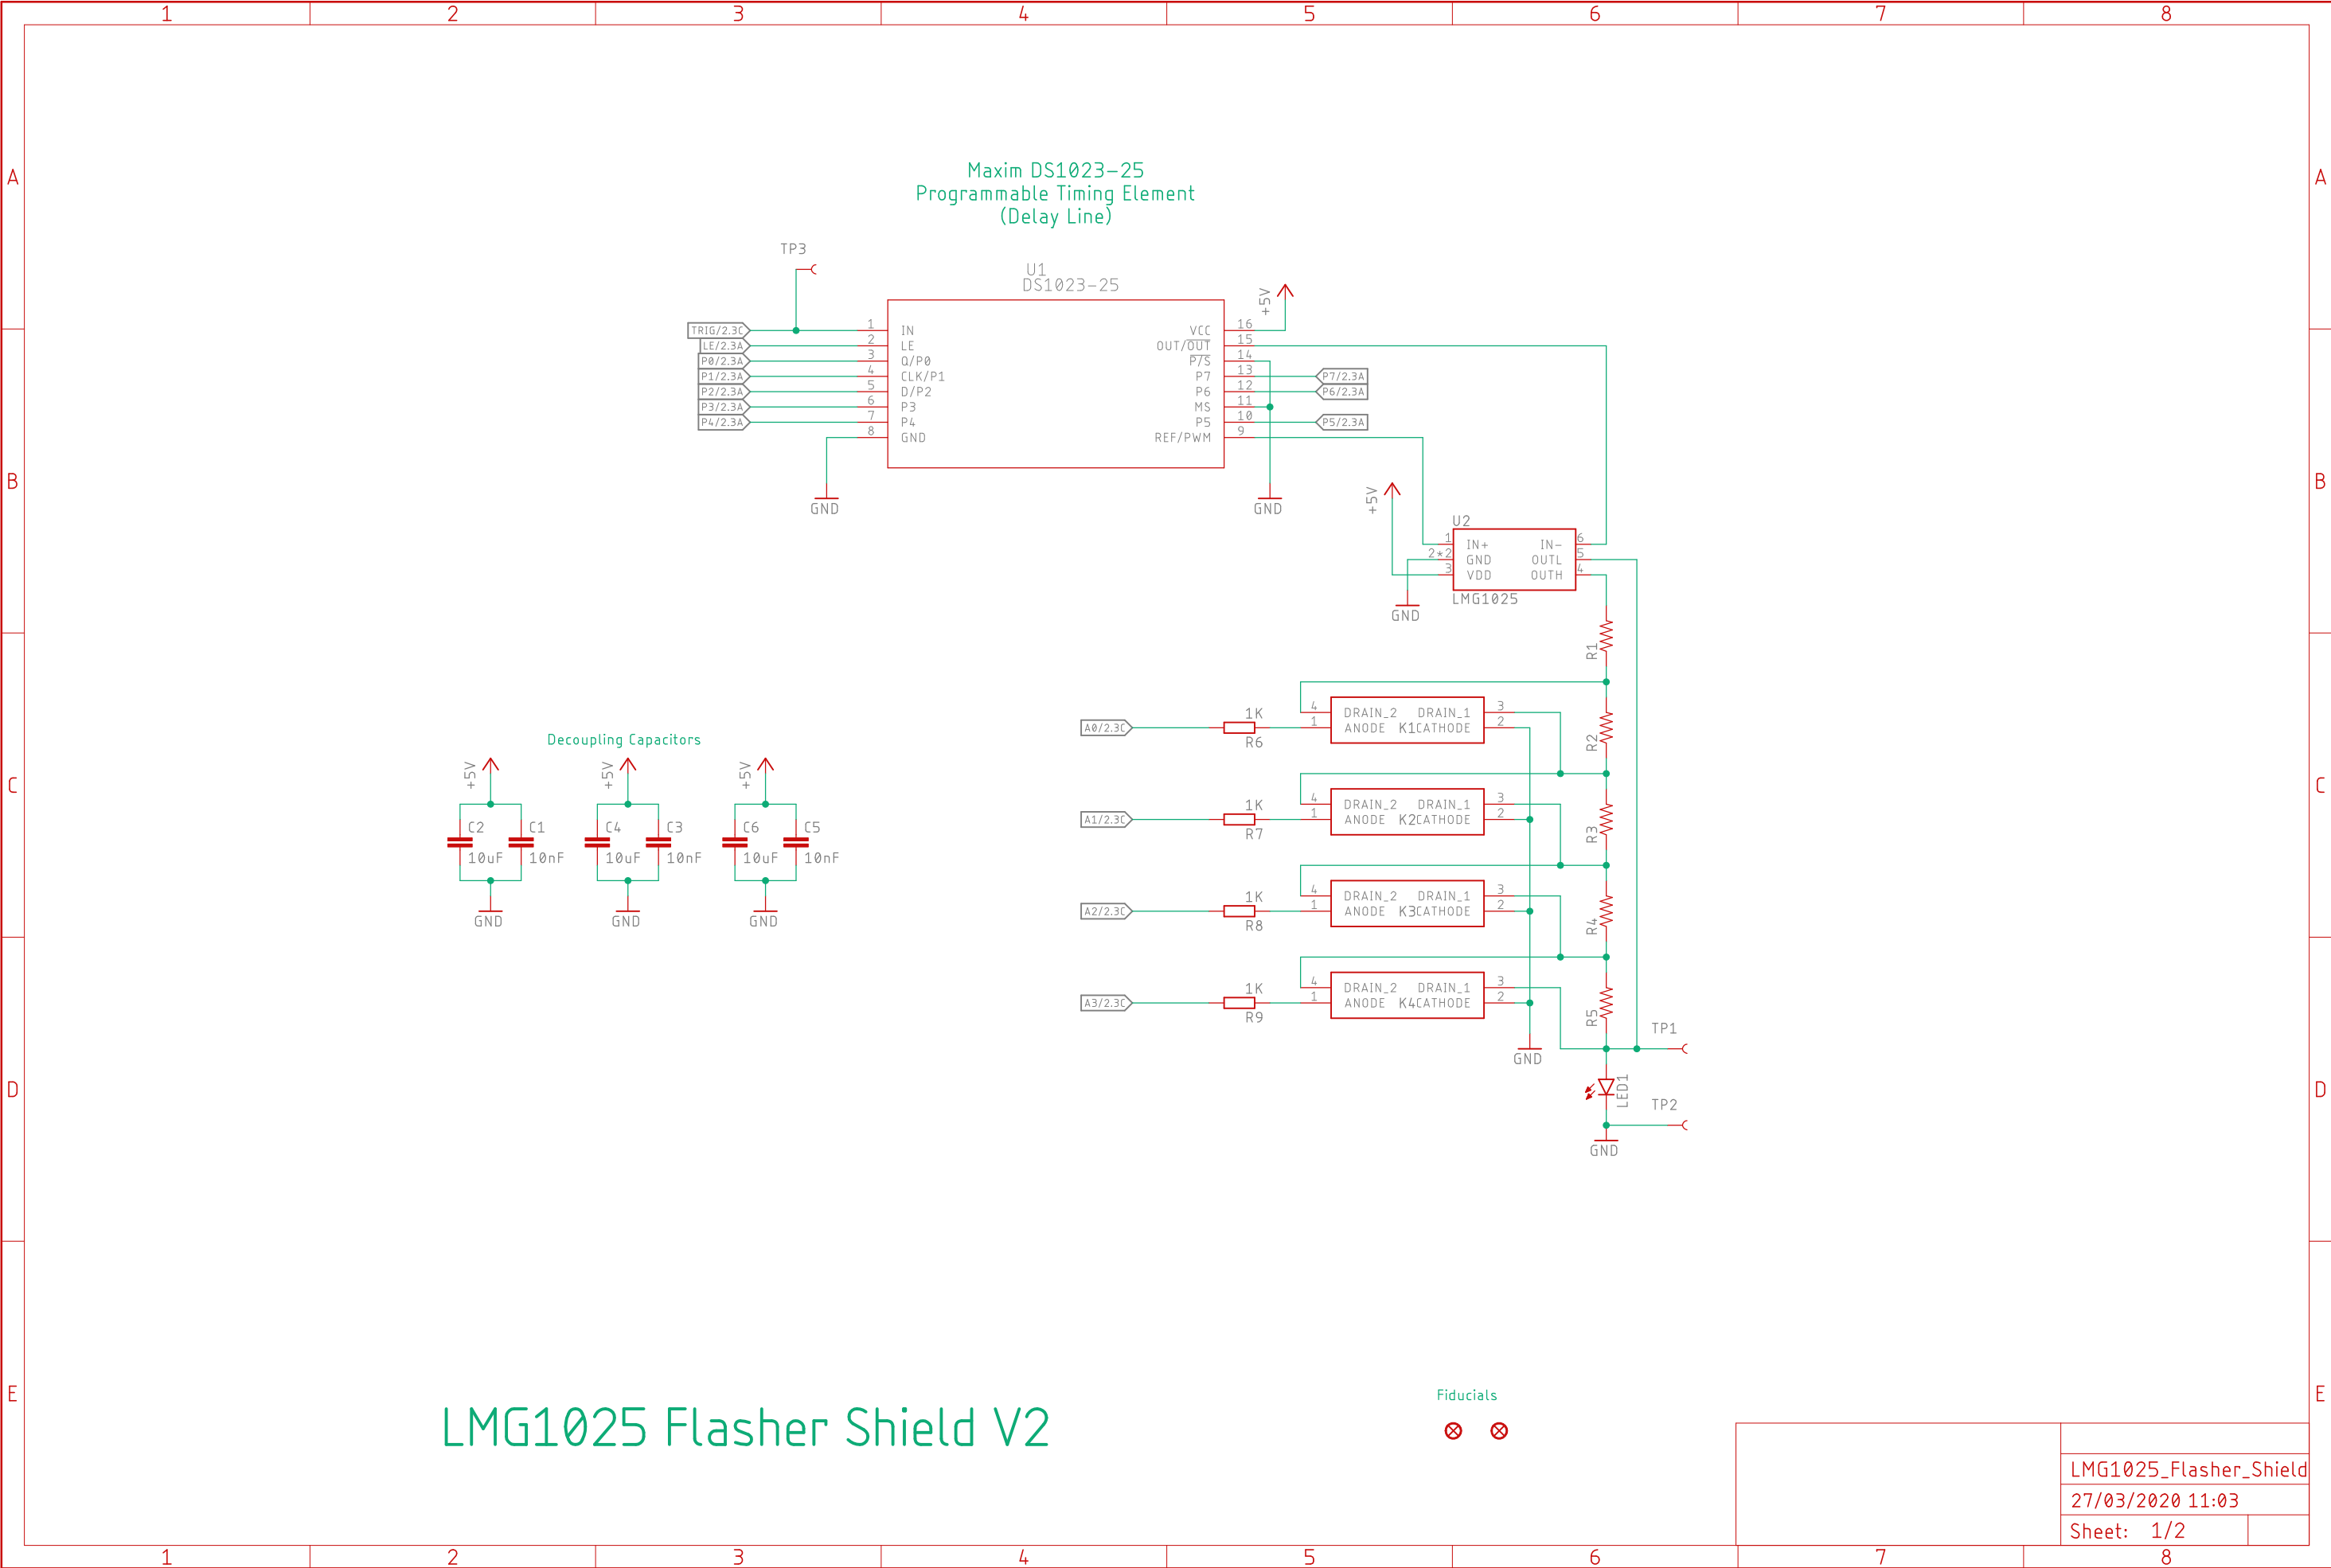 1 2 3 4 5 6 7 8
A A
Maxim DS1023-25
Programmable Timing Element
(Delay Line)
TP3
U1
DS1023-25
+5V
TRIG/2.3C 1 IN VCC 16
LE/2.3A 2 LE OUT/OUT 15
P0/2.3A 3 Q/P0 P/S 14
P1/2.3A 4 CLK/P1 P7 13 P7/2.3A
P2/2.3A 5 D/P2 P6 12 P6/2.3A
P3/2.3A 6 P3 MS 11
P4/2.3A 7 P4 P5 10 P5/2.3A
8 GND REF/PWM 9
B B
GND GND
+5V
U2
1 IN+ IN- 6
2*2 GND OUTL 5
3 VDD OUTH 4
LMG1025
GND
R1
4 DRAIN_2 DRAIN_1 3
A0/2.3C 1K R6 1 ANODE K1 CATHODE 2
R2
4 DRAIN_2 DRAIN_1 3
A1/2.3C 1K R7 1 ANODE K2 CATHODE 2
R3
4 DRAIN_2 DRAIN_1 3
A2/2.3C 1K R8 1 ANODE K3 CATHODE 2
R4
4 DRAIN_2 DRAIN_1 3
A3/2.3C 1K R9 1 ANODE K4 CATHODE 2
R5
GND
TP1
LED1
TP2
GND
C C
Decoupling Capacitors
+5V +5V +5V
C2 C1 C4 C3 C6 C5
10uF 10nF 10uF 10nF 10uF 10nF
GND GND GND
D D
E E
LMG1025 Flasher Shield V2
Fiducials
LMG1025_Flasher_Shield
27/03/2020 11:03
Sheet: 1/2
1 2 3 4 5 6 7 8